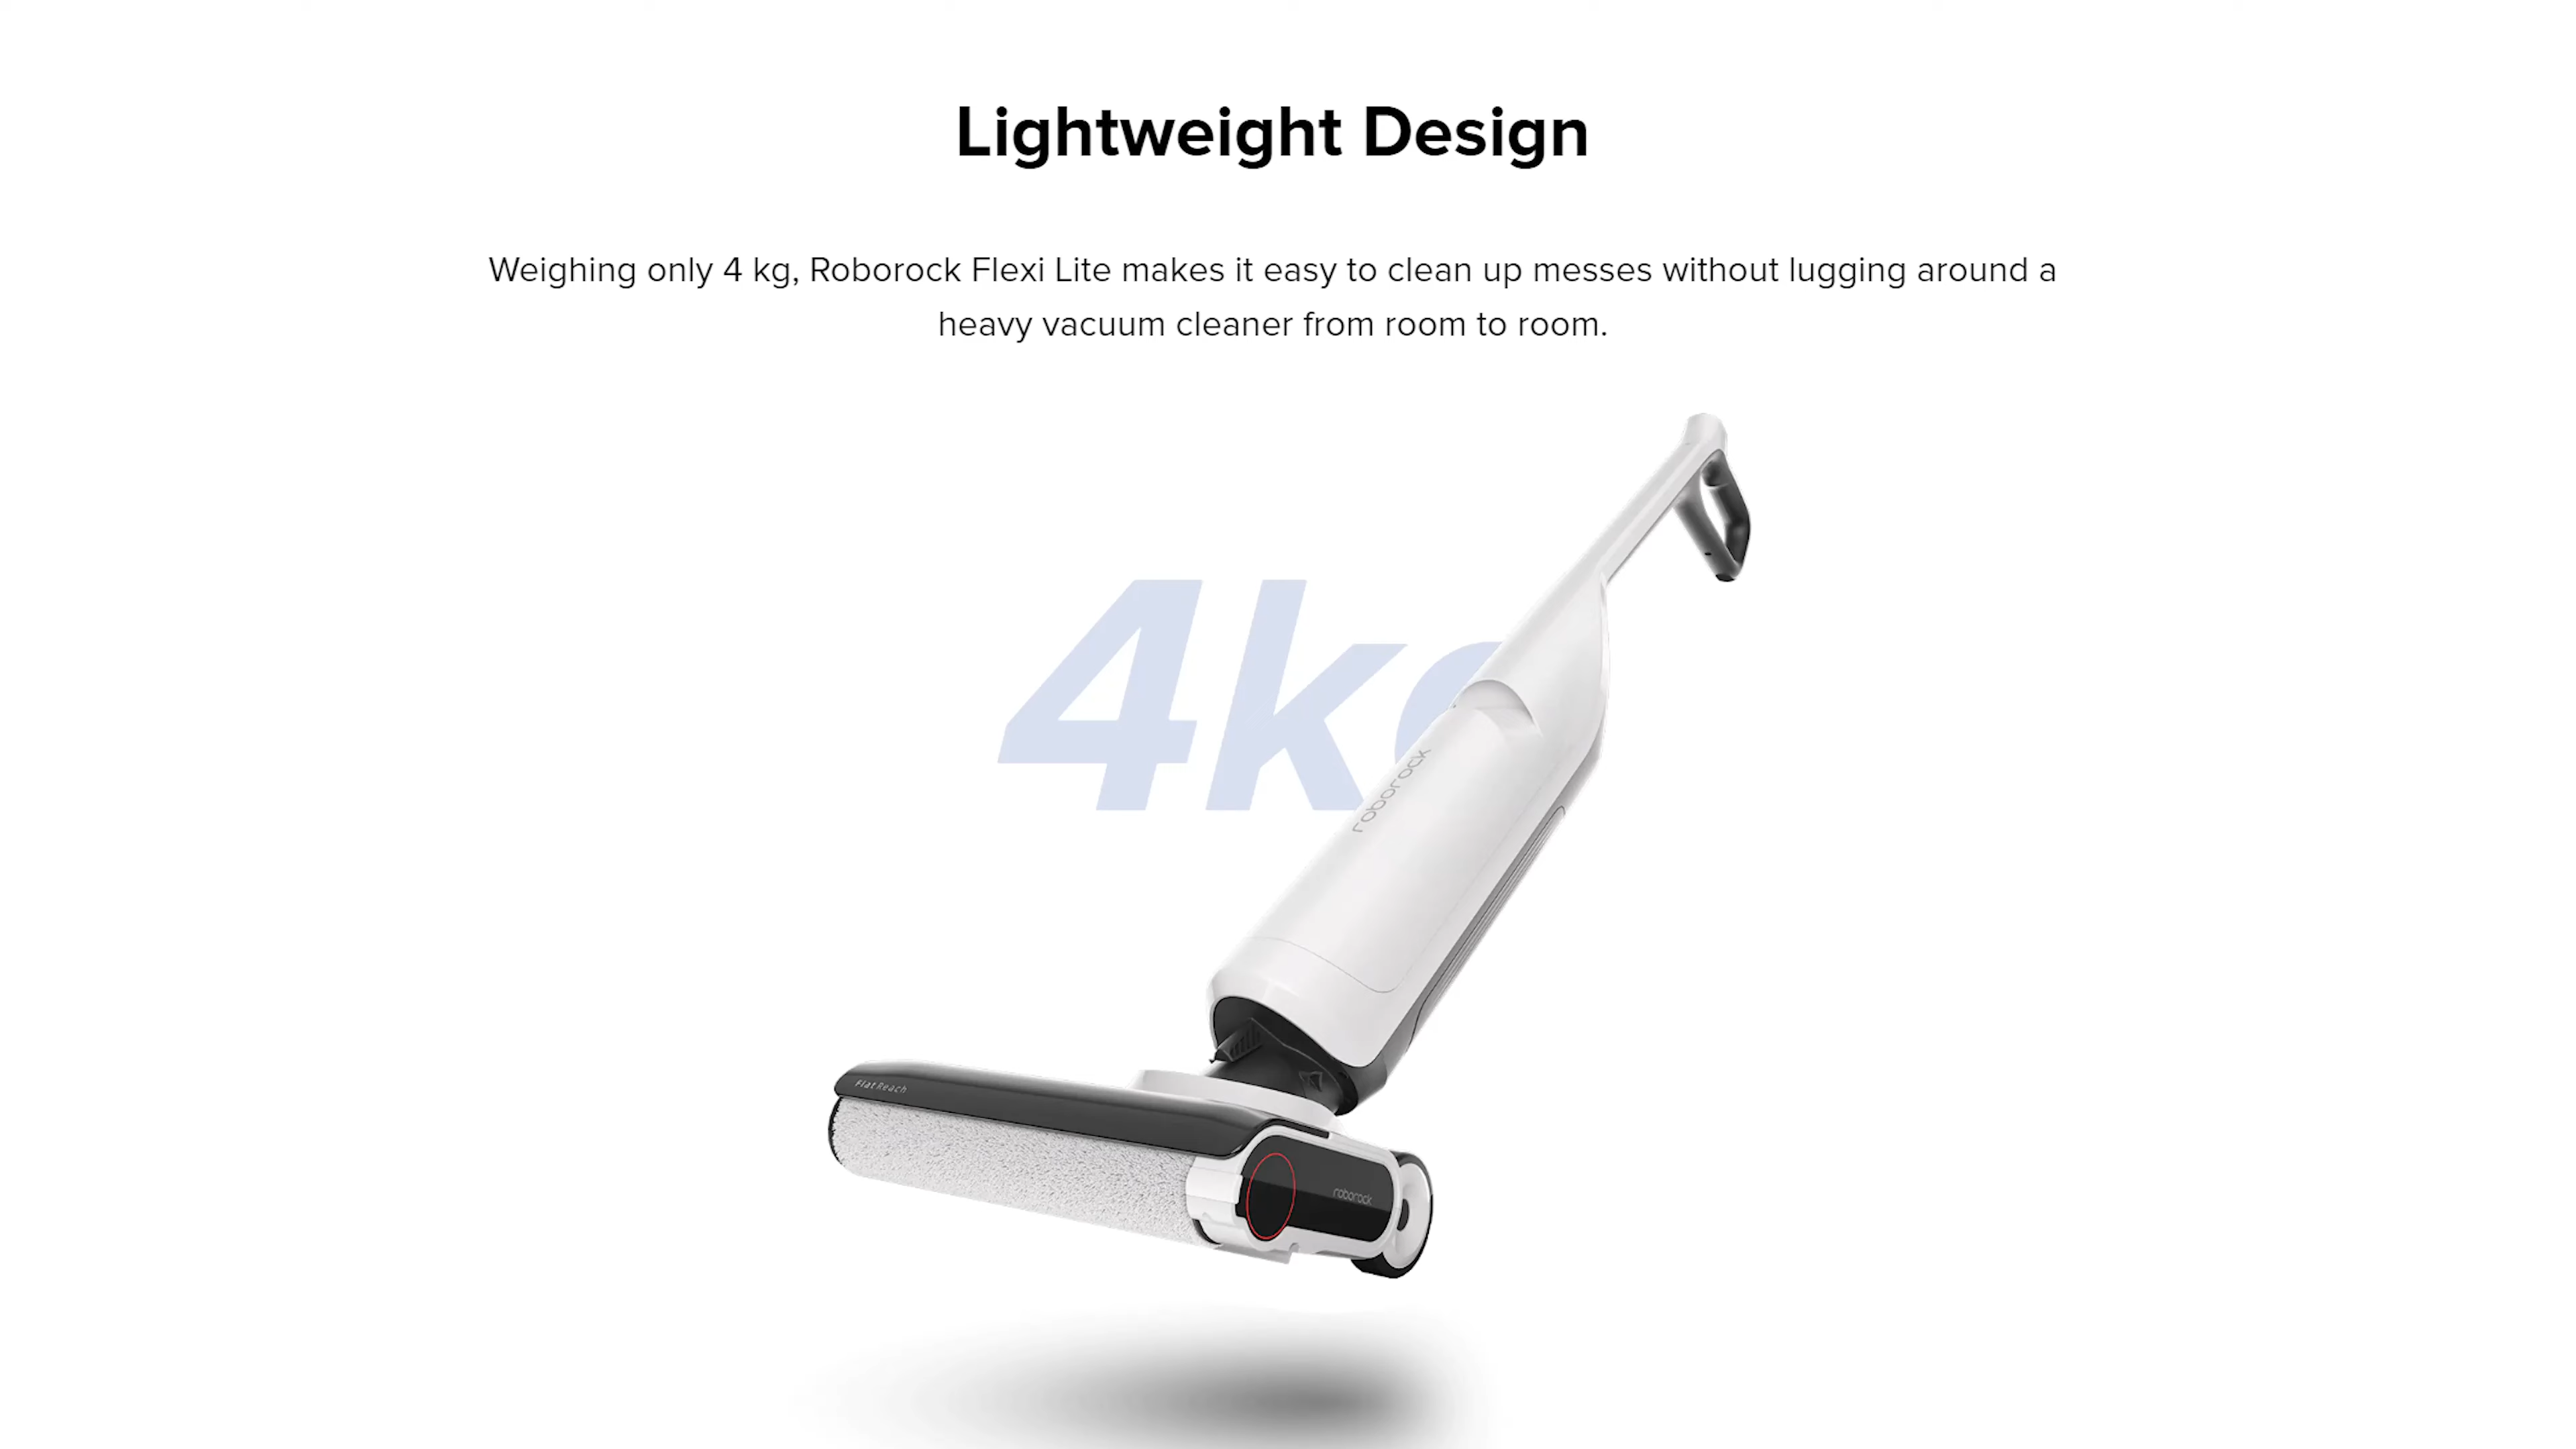 Lightweight Design
Weighing only 4 kg, Roborock Flexi Lite makes it easy to clean up messes without lugging around a
heavy vacuum cleaner from room to room.
4kg
roborock
FlatReach
roborock